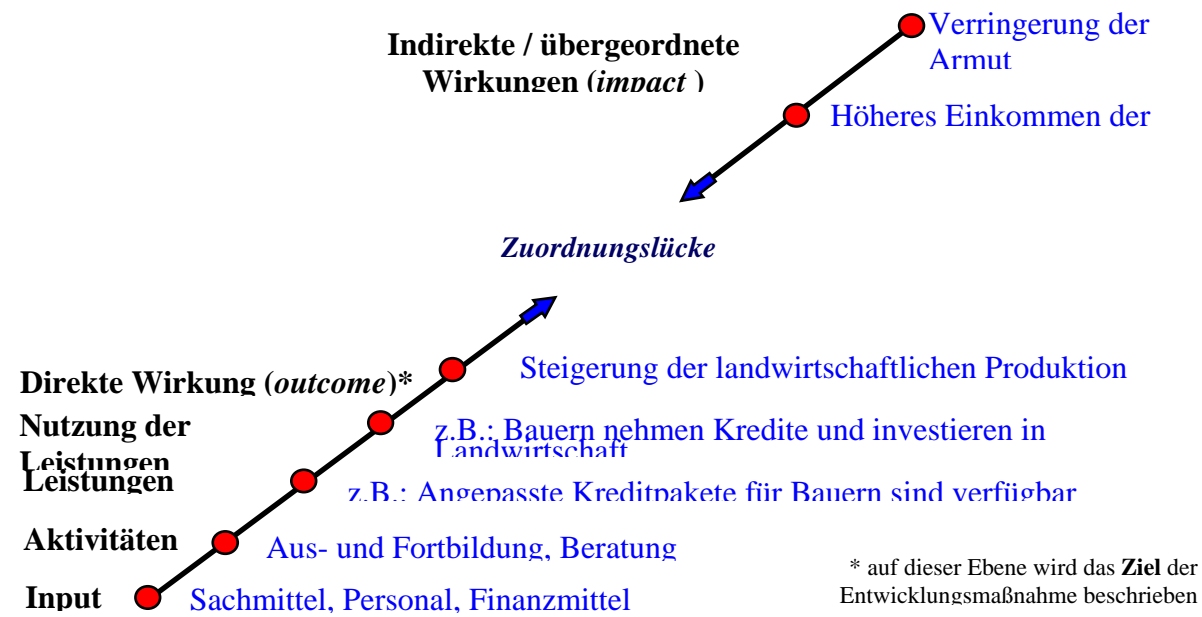 Verringerung der
Armut
Indirekte / übergeordnete
Wirkungen (impact )
Höheres Einkommen der
Zuordnungslücke
Direkte Wirkung (outcome)*
Steigerung der landwirtschaftlichen Produktion
Nutzung der
Leistungen
z.B.: Bauern nehmen Kredite und investieren in
Landwirtschaft
Leistungen
z.B.: Angepasste Kreditpakete für Bauern sind verfügbar
Aktivitäten
Aus- und Fortbildung, Beratung
Input
Sachmittel, Personal, Finanzmittel
* auf dieser Ebene wird das Ziel der
Entwicklungsmaßnahme beschrieben